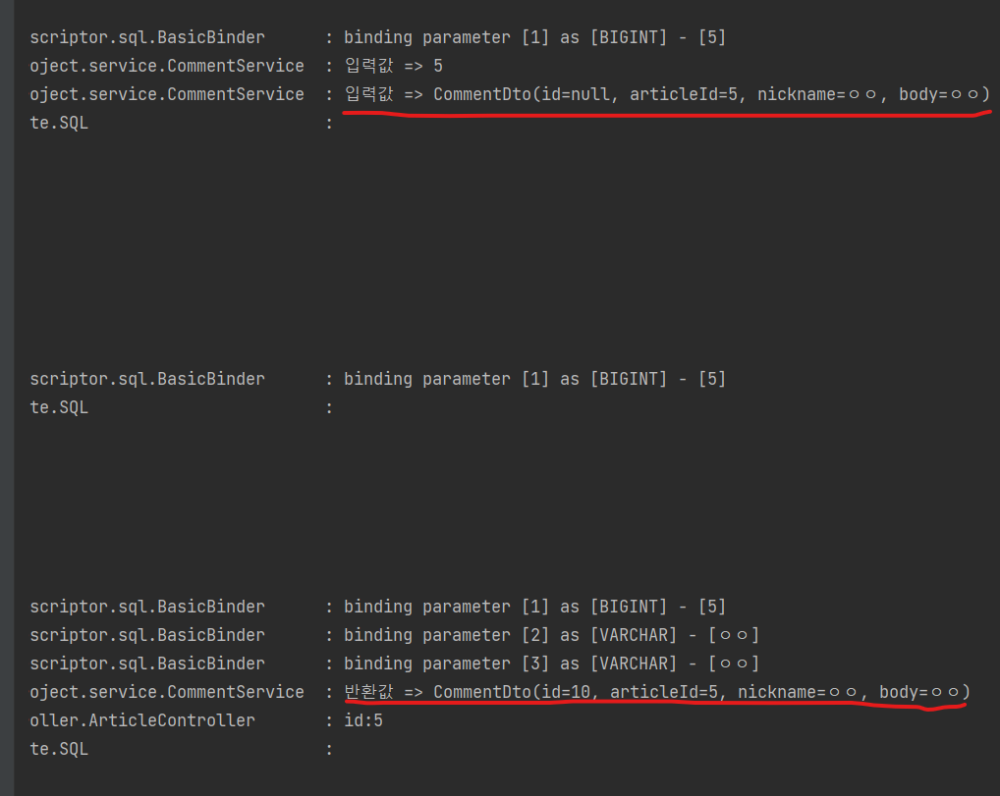 scriptor.sql.BasicBinder : binding parameter [1] as [BIGINT] - [5]
oject.service.CommentService : 입력값 => 5
oject.service.CommentService : 입력값 => CommentDto(id=null, articleId=5, nickname=ㅇㅇ, body=ㅇㅇ)
te.SQL :
scriptor.sql.BasicBinder : binding parameter [1] as [BIGINT] - [5]
te.SQL :
scriptor.sql.BasicBinder : binding parameter [1] as [BIGINT] - [5]
scriptor.sql.BasicBinder : binding parameter [2] as [VARCHAR] - [ㅇㅇ]
scriptor.sql.BasicBinder : binding parameter [3] as [VARCHAR] - [ㅇㅇ]
oject.service.CommentService : 반환값 => CommentDto(id=10, articleId=5, nickname=ㅇㅇ, body=ㅇㅇ)
oller.ArticleController : id:5
te.SQL :